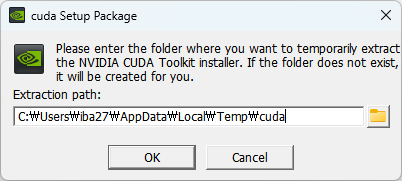 cuda Setup Package
Please enter the folder where you want to temporarily extract
the NVIDIA CUDA Toolkit installer. If the folder does not exist,
it will be created for you.
Extraction path:
C:₩Users₩iba27₩AppData₩Local₩Temp₩cuda
OK
Cancel